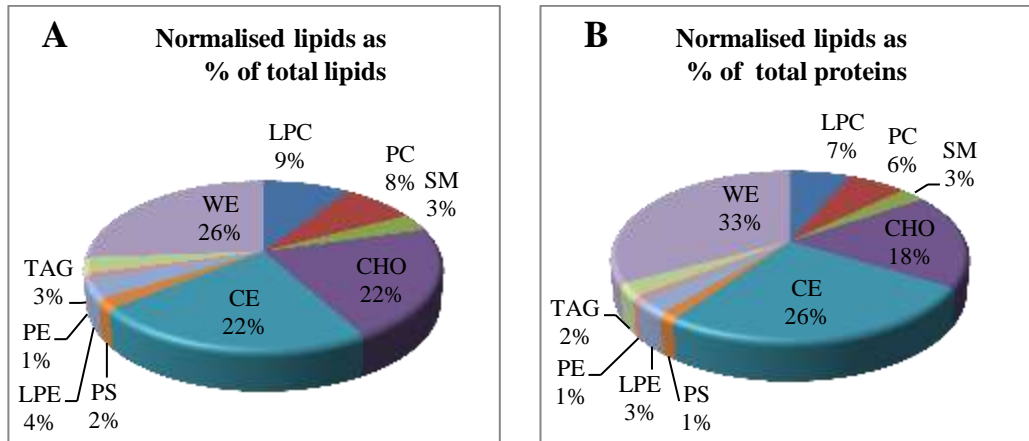 A
Normalised lipids as
% of total lipids
LPC
9%
PC
8%
SM
3%
WE
26%
CHO
22%
CE
22%
TAG
3%
PE
1%
LPE
4%
PS
2%
B
Normalised lipids as
% of total proteins
LPC
7%
PC
6%
SM
3%
WE
33%
CHO
18%
CE
26%
TAG
2%
PE
1%
LPE
3%
PS
1%